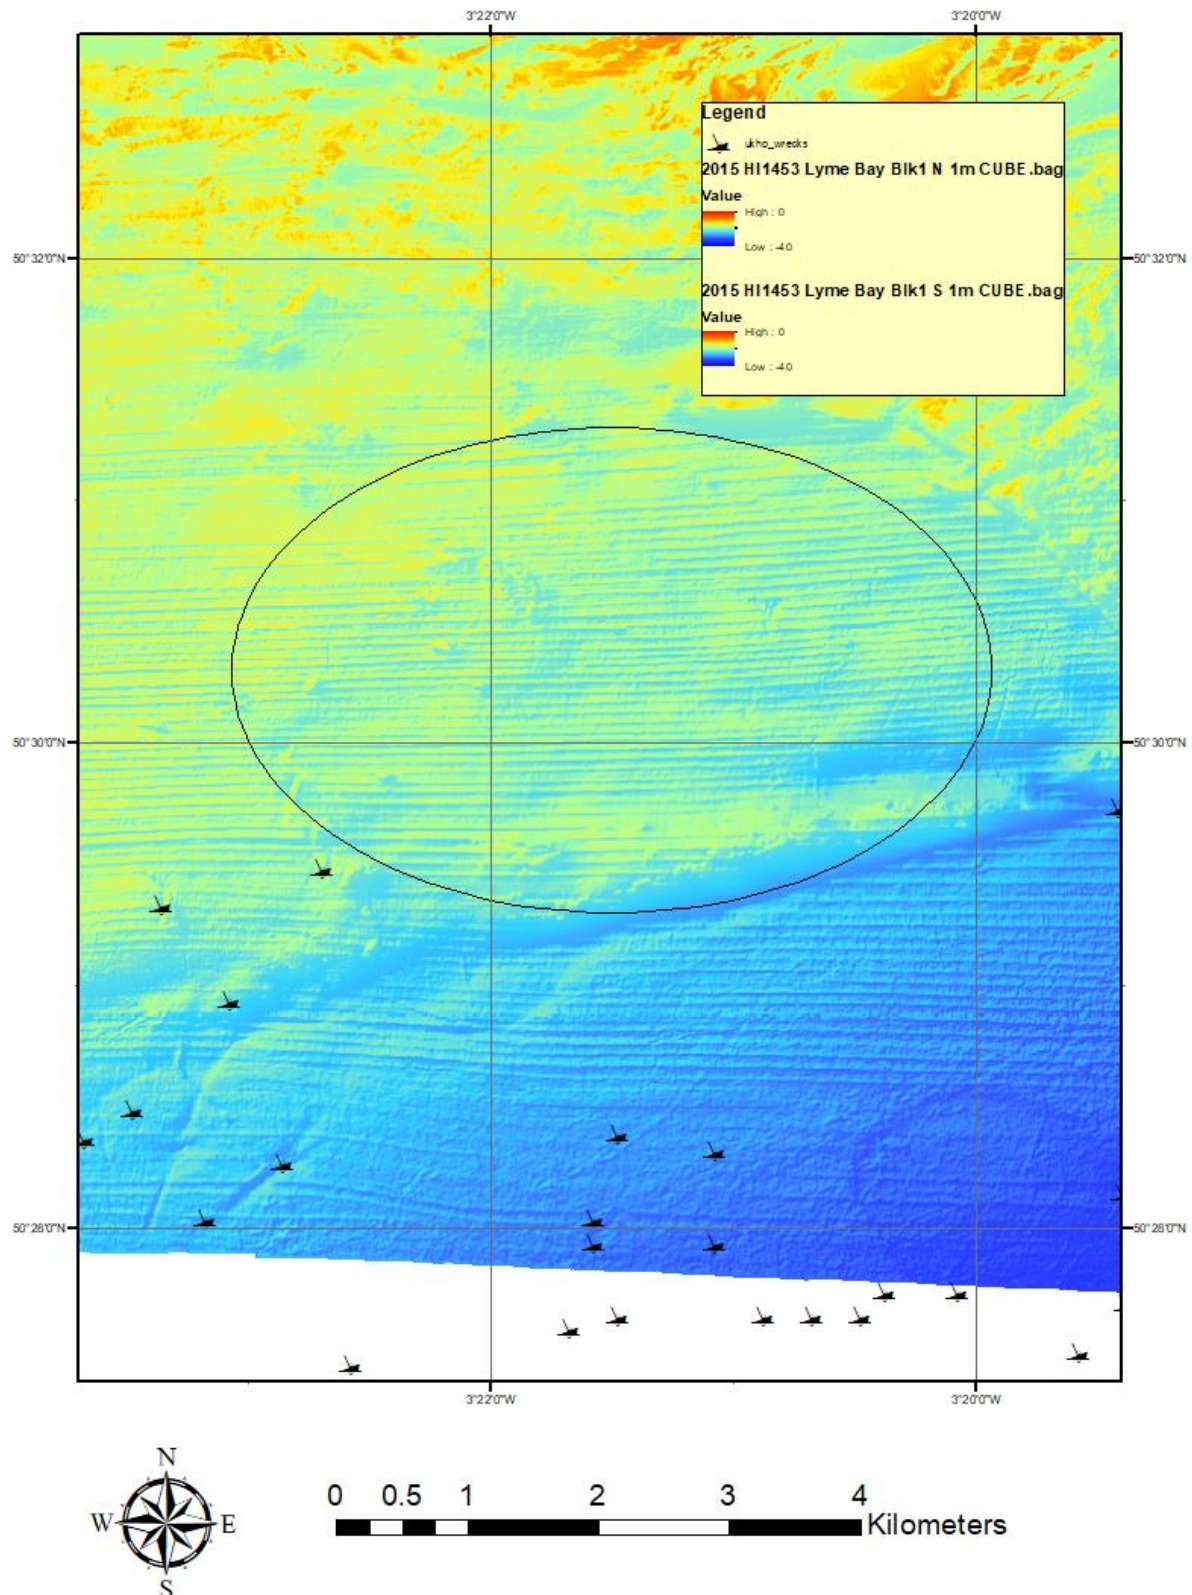 3°22'0"W 3°20'0"W
Legend
ukho_wrecks
2015 HI1453 Lyme Bay Blk1 N 1m CUBE.bag
Value
High : 0
Low : -40
50°32'0"N 50°32'0"N
2015 HI1453 Lyme Bay Blk1 S 1m CUBE.bag
Value
High : 0
Low : -40
50°30'0"N 50°30'0"N
50°28'0"N 50°28'0"N
3°22'0"W 3°20'0"W
N
W E
S
0 0.5 1 2 3 4
Kilometers